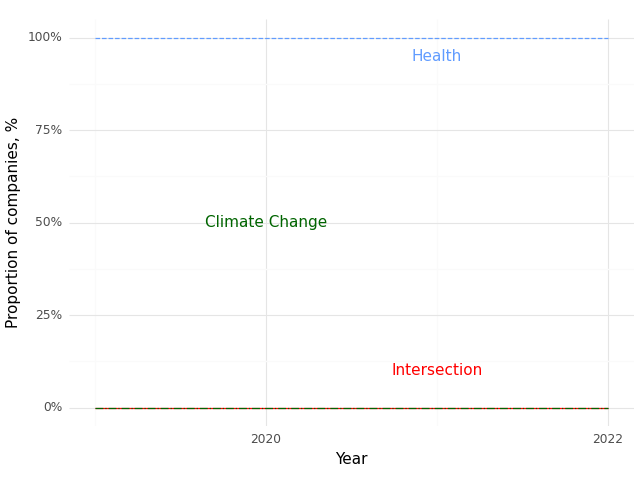 100%
Health
75%
Proportion of companies, %
50%
Climate Change
25%
Intersection
0%
2020
2022
Year